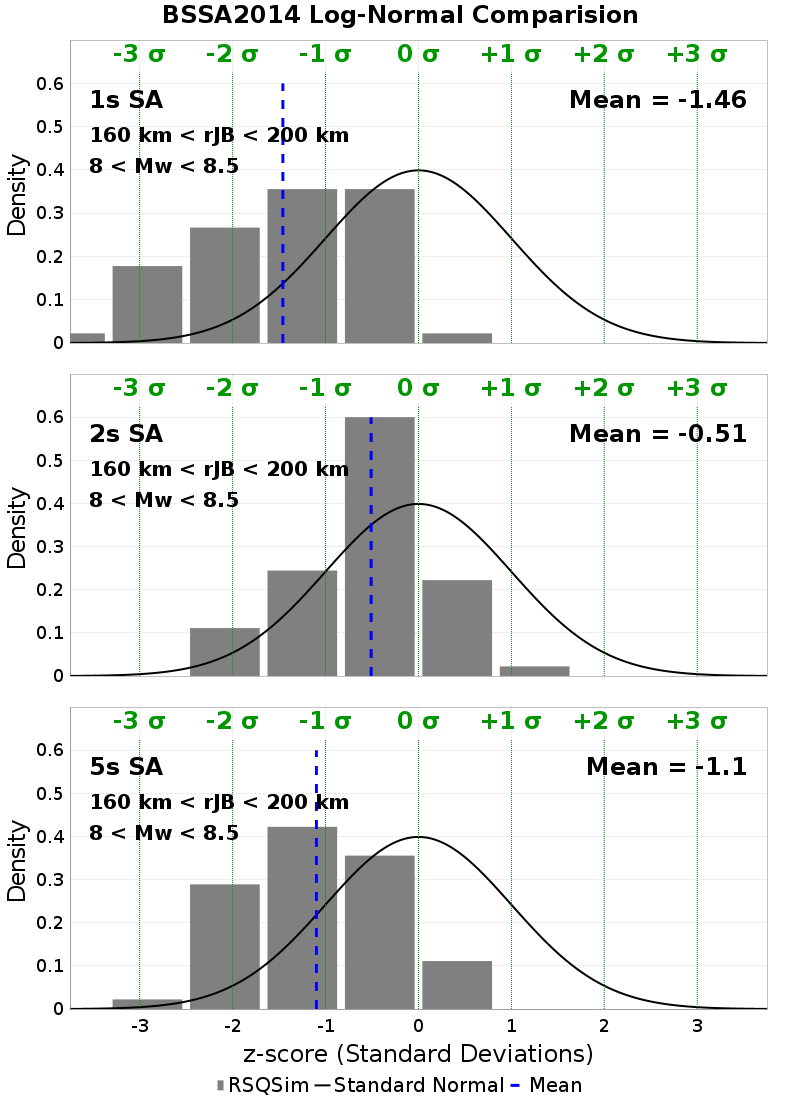 BSSA2014 Log-Normal Comparision
-3 σ -2 σ -1 σ 0 σ +1 σ +2 σ +3 σ
1s SA
Mean = -1.46
160 km < rJB < 200 km
8 < Mw < 8.5
Density
0.6
0.5
0.4
0.3
0.2
0.1
0
-3 σ -2 σ -1 σ 0 σ +1 σ +2 σ +3 σ
2s SA
Mean = -0.51
160 km < rJB < 200 km
8 < Mw < 8.5
Density
0.6
0.5
0.4
0.3
0.2
0.1
0
-3 σ -2 σ -1 σ 0 σ +1 σ +2 σ +3 σ
5s SA
Mean = -1.1
160 km < rJB < 200 km
8 < Mw < 8.5
Density
0.6
0.5
0.4
0.3
0.2
0.1
0
-3 -2 -1 0 1 2 3
z-score (Standard Deviations)
RSQSim Standard Normal Mean